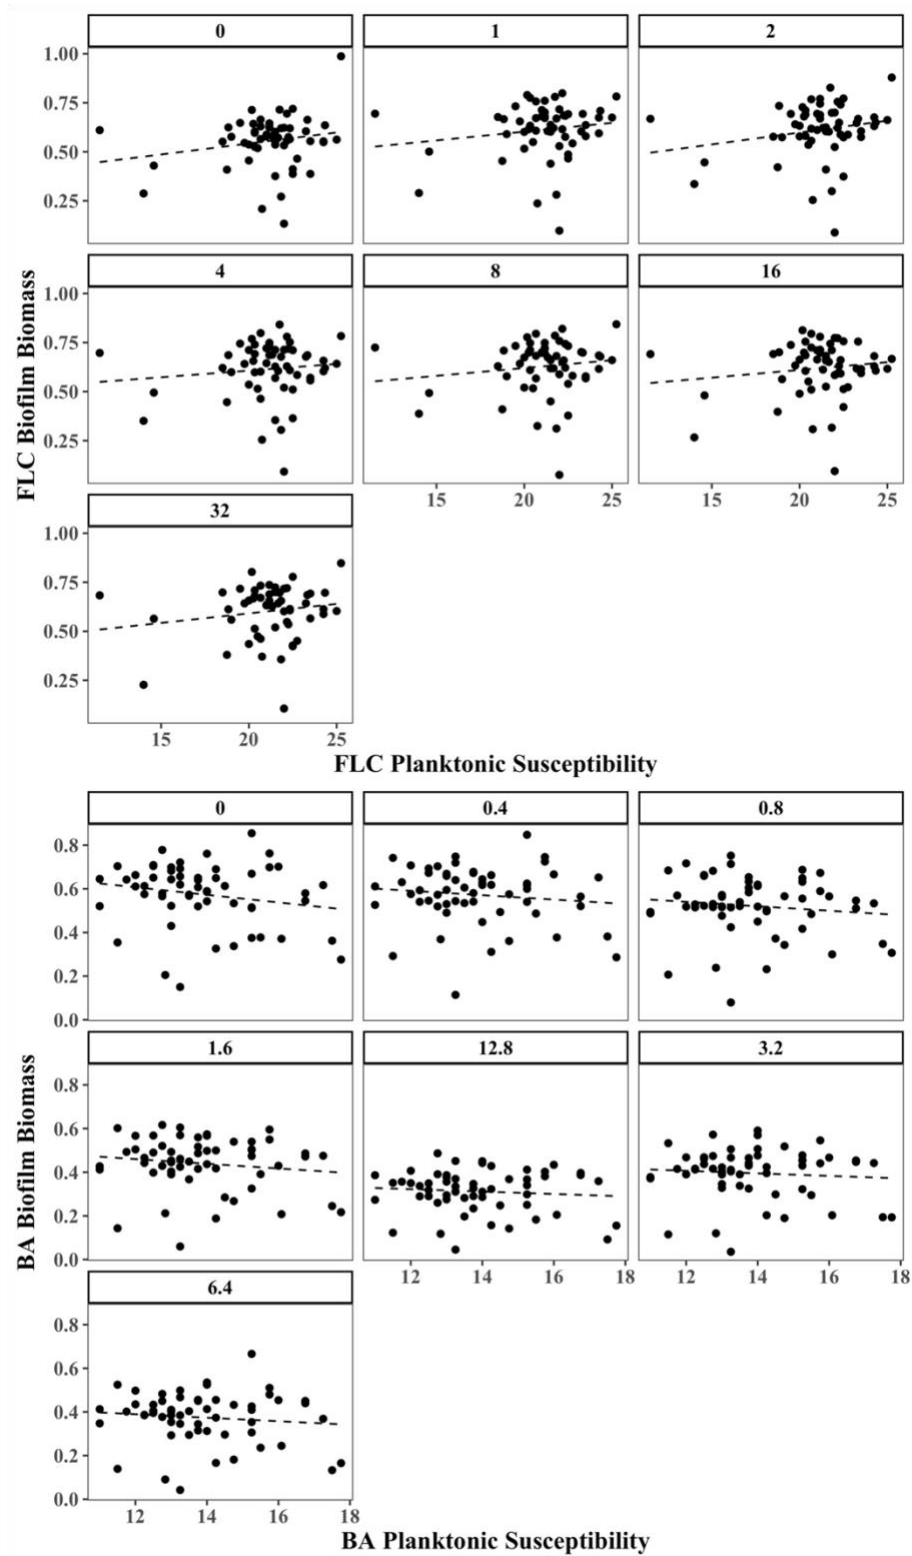 0 1 2
1.00
0.75
0.50
0.25
4 8 16
1.00
0.75
0.50
0.25
15 20 25 15 20 25
32
1.00
0.75
0.50
0.25
15 20 25
FLC Biofilm Biomass
FLC Planktonic Susceptibility
0 0.4 0.8
0.8
0.6
0.4
0.2
0.0
1.6 12.8 3.2
0.8
0.6
0.4
0.2
0.0
12 14 16 18 12 14 16 18
6.4
0.8
0.6
0.4
0.2
0.0
12 14 16 18
BA Biofilm Biomass
BA Planktonic Susceptibility